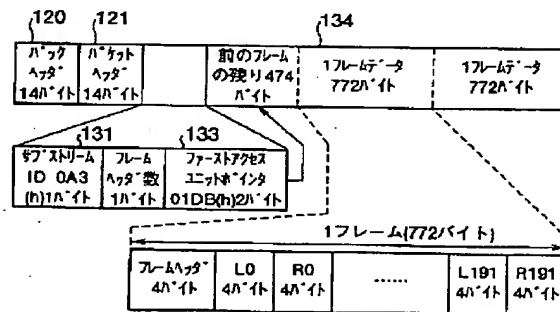 120
121
134
パック
ヘッダ
14バイト
パケット
ヘッダ
14バイト
前のフレーム
の残り474
バイト
1フレームデータ
772バイト
1フレームデータ
772バイト
131
133
サブストリーム
ID 0A3
(h)1バイト
フレーム
ヘッダ数
1バイト
ファーストアクセス
ユニットポインタ
01DB(h)2バイト
1フレーム(772バイト)
フレームヘッダ
4バイト
L0
4バイト
R0
4バイト
……
L191
4バイト
R191
4バイト